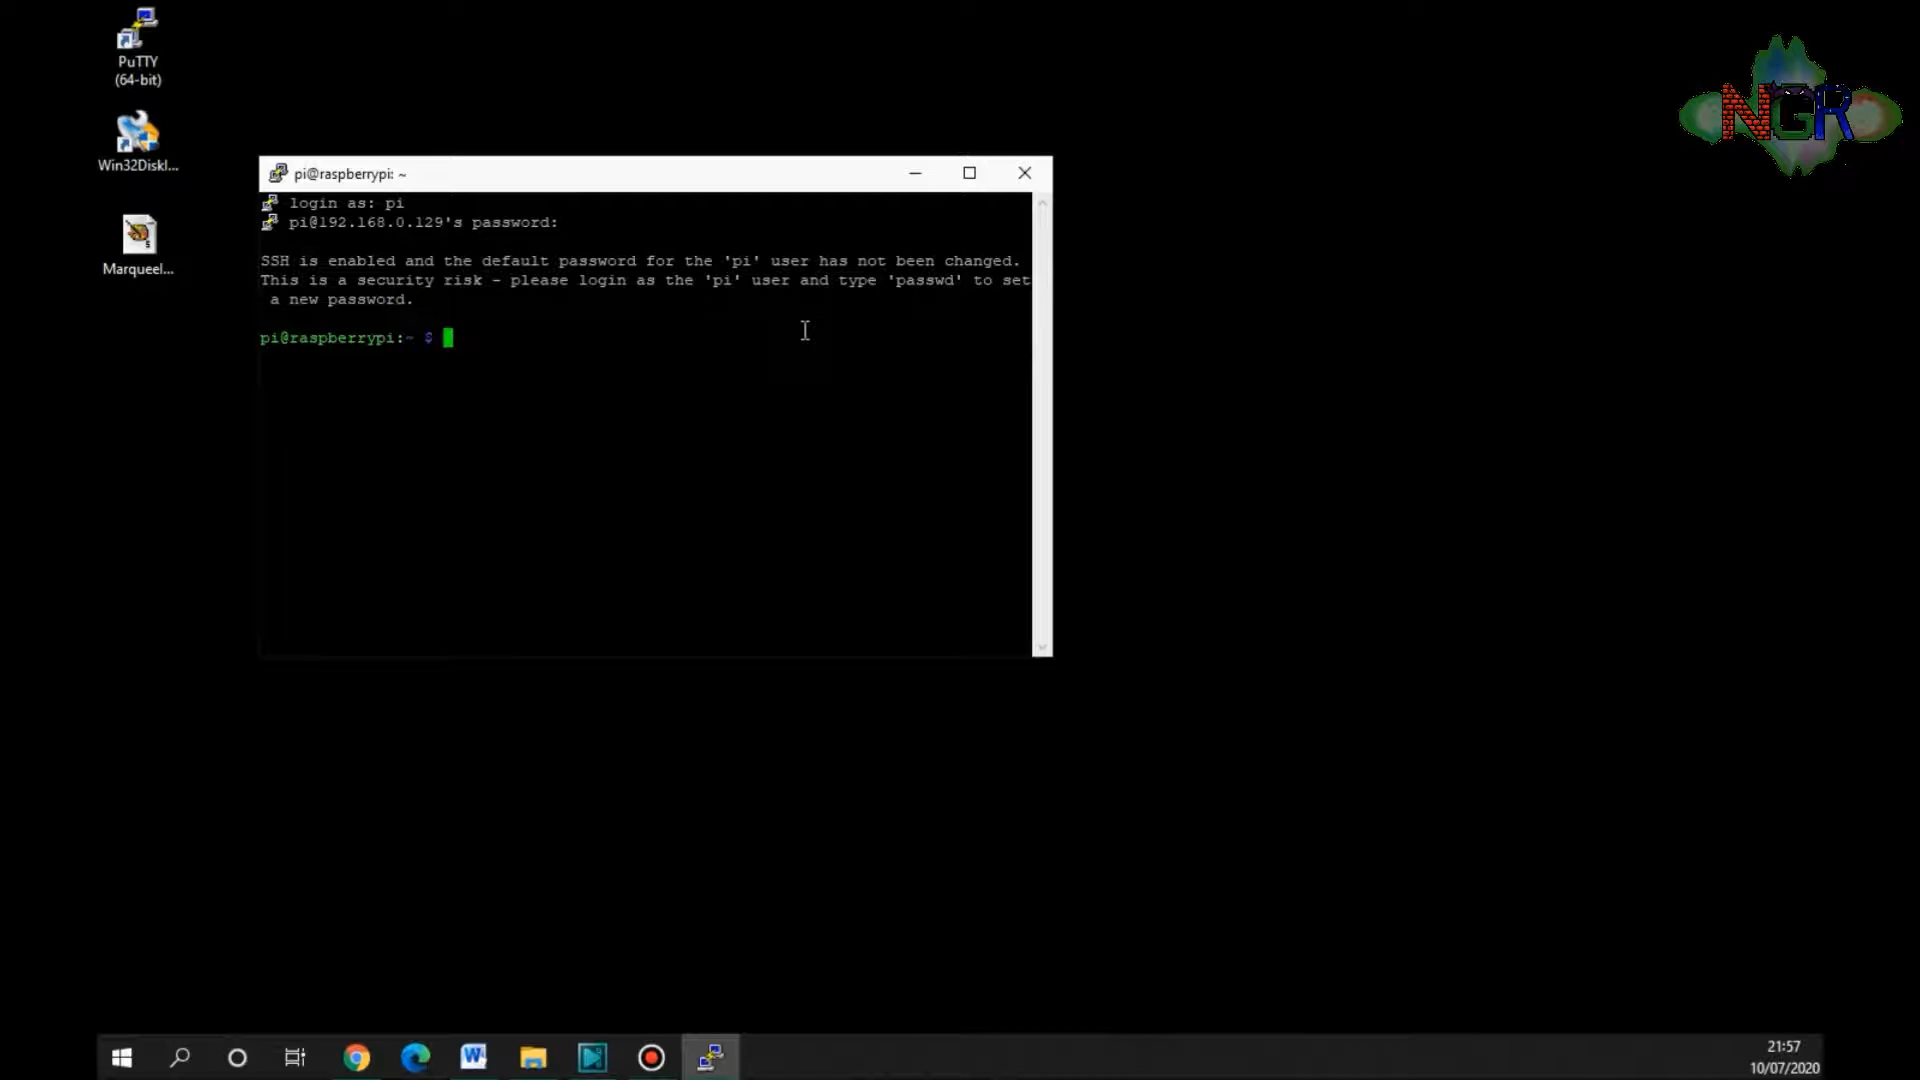 PuTTY
(64-bit)
Win32DiskI...
MarqueeI...
NGR
pi@raspberrypi: ~
login as: pi
pi@192.168.0.129's password:
SSH is enabled and the default password for the 'pi' user has not been changed.
This is a security risk - please login as the 'pi' user and type 'passwd' to set
a new password.
pi@raspberrypi:~ $
21:57
10/07/2020